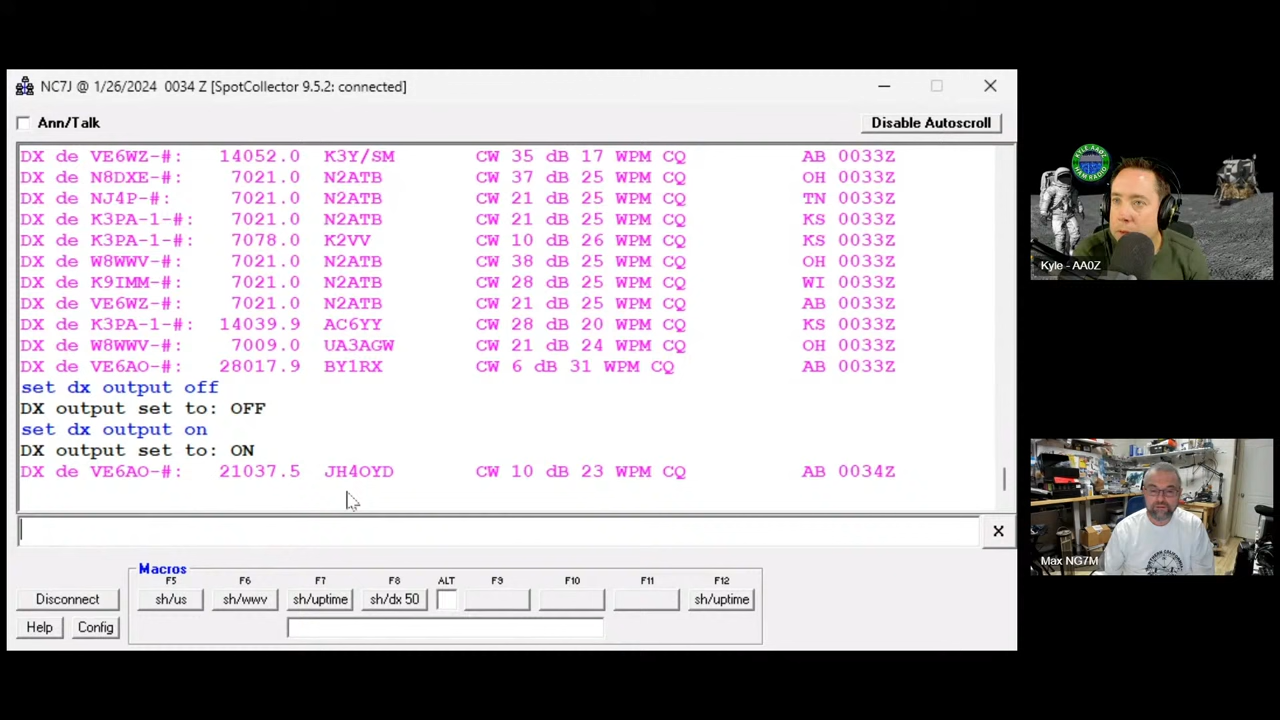 NC7J @ 1/26/2024 0034 Z [SpotCollector 9.5.2: connected]
Ann/Talk
Disable Autoscroll
DX de VE6WZ-#: 14052.0 K3Y/SM CW 35 dB 17 WPM CQ AB 0033Z
DX de N8DXE-#: 7021.0 N2ATB CW 37 dB 25 WPM CQ OH 0033Z
DX de NJ4P-#: 7021.0 N2ATB CW 21 dB 25 WPM CQ TN 0033Z
DX de K3PA-1-#: 7021.0 N2ATB CW 21 dB 25 WPM CQ KS 0033Z
DX de K3PA-1-#: 7078.0 K2VV CW 10 dB 26 WPM CQ KS 0033Z
DX de W8WWV-#: 7021.0 N2ATB CW 38 dB 25 WPM CQ OH 0033Z
DX de K9IMM-#: 7021.0 N2ATB CW 28 dB 25 WPM CQ WI 0033Z
DX de VE6WZ-#: 7021.0 N2ATB CW 21 dB 25 WPM CQ AB 0033Z
DX de K3PA-1-#: 14039.9 AC6YY CW 28 dB 20 WPM CQ KS 0033Z
DX de W8WWV-#: 7009.0 UA3AGW CW 21 dB 24 WPM CQ OH 0033Z
DX de VE6AO-#: 28017.9 BY1RX CW 6 dB 31 WPM CQ AB 0033Z
set dx output off
DX output set to: OFF
set dx output on
DX output set to: ON
DX de VE6AO-#: 21037.5 JH4OYD CW 10 dB 23 WPM CQ AB 0034Z
X
Macros
F5 F6 F7 F8 ALT F9 F10 F11 F12
Disconnect sh/us sh/wwv sh/uptime sh/dx 50 sh/uptime
Help Config
KYLE AA0Z
HAM RADIO
Kyle - AA0Z
Max NG7M